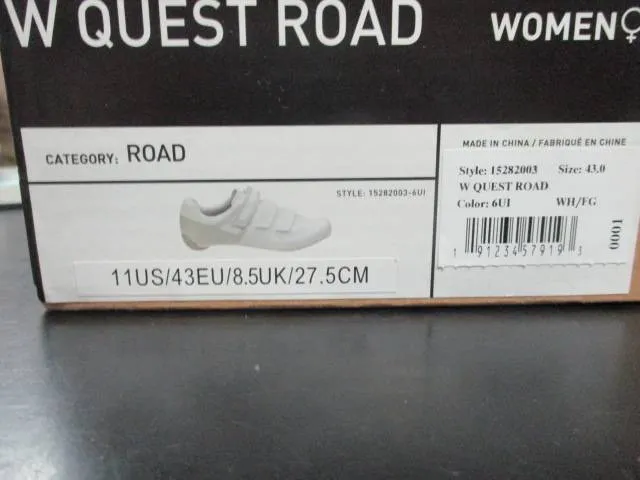 W QUEST ROAD
WOMEN♀
CATEGORY: ROAD
STYLE: 15282003-6UI
11US/43EU/8.5UK/27.5CM
MADE IN CHINA / FABRIQUÉ EN CHINE
Style: 15282003 Size: 43.0
W QUEST ROAD
Color: 6UI WH/FG
1 91234 57919 3
0001